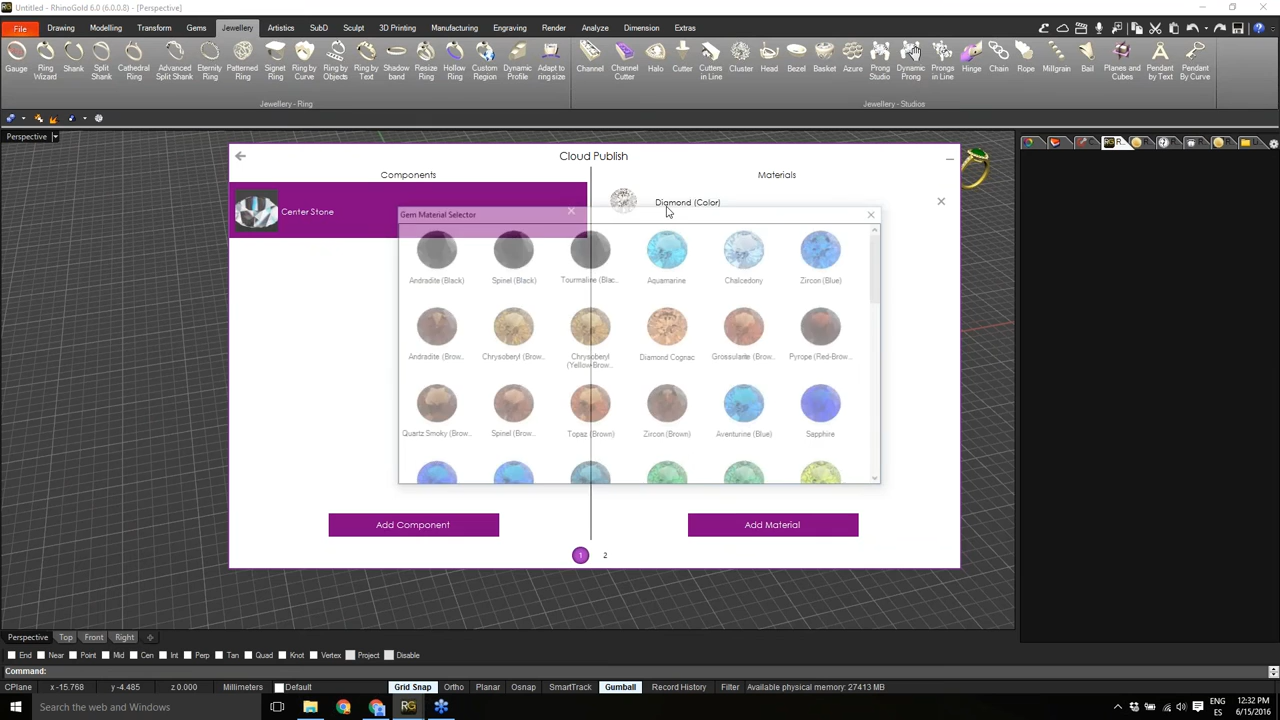 Untitled - RhinoGold 6.0 (6.0,0.8) - [Perspective]
File Drawing Modelling Transform Gems Jewellery Artistics SubD Sculpt 3D Printing Manufacturing Engraving Render Analyze Dimension Extras
Gauge Ring Wizard Shank Split Shank Signet Ring Cathedral Ring Advanced Split Shank Eternity Ring Patterned Ring Ring by Curve Ring by Objects Ring by Text Shadow band Resize Ring Hollow Ring Custom Region Dynamic Profile Adapt to ring size Channel Channel Cutter Halo Cutter Cutters in Line Cluster Head Bezel Basket Azure Prong Studio Dynamic Prong Prongs in Line Hinge Chain Rope Millgrain Bail Planes and Cubes Pendant by Text Pendant By Curve
Jewellery - Ring Jewellery - Studios
Perspective
Cloud Publish
Components Materials
Center Stone
Diamond (Color)
Gem Material Selector
Andradite (Black) Spinel (Black) Tourmaline (Blac... Aquamarine Chalcedony Zircon (Blue)
Andradite (Brow... Chrysoberyl (Brow... Chrysoberyl (Yellow-Brow... Diamond Cognac Grossularite (Brow... Pyrope (Red-Brow...
Quartz Smoky (Brow... Spinel (Brow... Topaz (Brown) Zircon (Brown) Aventurine (Blue) Sapphire
Add Component Add Material
1 2
Perspective Top Front Right
End Near Point Mid Cen Int Perp Tan Quad Knot Vertex Project Disable
Command:
CPlane x -15.768 y -4.485 z 0.000 Millimeters Default Grid Snap Ortho Planar Osnap SmartTrack Gumball Record History Filter Available physical memory: 27413 MB
Search the web and Windows
ENG 12:32 PM
ES 6/15/2016